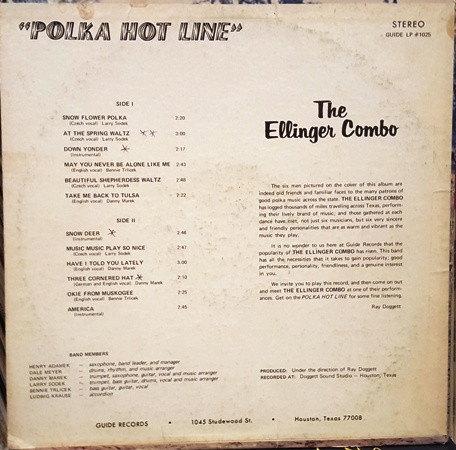 "POLKA HOT LINE"
STEREO
GUIDE LP #1025
SIDE I
SNOW FLOWER POLKA 2:20
(Czech vocal) Larry Sodek
AT THE SPRING WALTZ 3:00
(Czech vocal) Larry Sodek
DOWN YONDER 2:17
(Instrumental)
MAY YOU NEVER BE ALONE LIKE ME 2:43
(English vocal) Bennie Trlicek
BEAUTIFUL SHEPHERDESS WALTZ
(Czech vocal) Larry Sodek
TAKE ME BACK TO TULSA 2:22
(English vocal) Danny Marek
SIDE II
SNOW DEER 2:46
(Instrumental)
MUSIC MUSIC PLAY SO NICE 2:47
(Czech vocal) Larry Sodek
HAVE I TOLD YOU LATELY 3:00
(English vocal) Danny Marek
THREE CORNERED HAT 2:19
(German and English vocal) Danny Marek
OKIE FROM MUSKOGEE 3:25
(English vocal) Bennie Trlicek
AMERICA 2:45
(Instrumental)
The
Ellinger Combo
The six men pictured on the cover of this album are
indeed old friends and familiar faces to the many patrons of
good polka music across the state. THE ELLINGER COMBO
has logged thousands of miles traveling across Texas, perform-
ing their lively brand of music; and those gathered at each
dance have met, not just six musicians, but six very sincere
and friendly personalities that are as warm and vibrant as the
music they play.
It is no wonder to us here at Guide Records that the
popularity of THE ELLINGER COMBO has risen. This band
has all the necessities that it takes to gain popularity; good
performance, personality, friendliness, and a genuine interest
in you.
We invite you to play this record, and then come on out
and meet THE ELLINGER COMBO at one of their perform-
ances. Get on the POLKA HOT LINE for some fine listening.
Ray Doggett
BAND MEMBERS
HENRY ADAMEK – saxophone, band leader, and manager
DALE MEYER – drums, rhythm, and music arranger
DANNY MAREK – trumpet, saxophone, guitar, vocal and music arranger
LARRY SODEK – trumpet, bass guitar, drums, vocal and music arranger
BENNIE TRLICEK – bass guitar, guitar, vocal
LUDWIG KRAUSE – accordion
PRODUCED: Under the direction of Ray Doggett
RECORDED AT: Doggett Sound Studio – Houston, Texas
GUIDE RECORDS • 1045 Studewood St. • Houston, Texas 77008